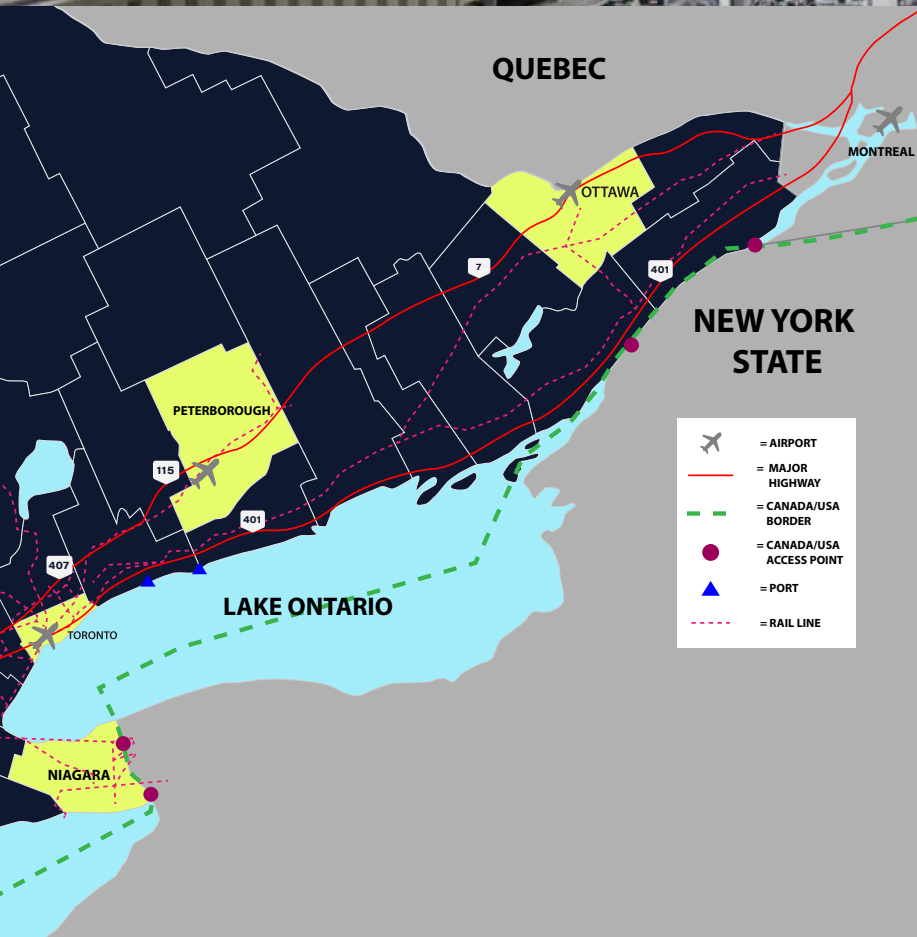 QUEBEC
MONTREAL
OTTAWA
7
401
NEW YORK
STATE
PETERBOROUGH
115
401
407
LAKE ONTARIO
TORONTO
NIAGARA
= AIRPORT
= MAJOR
HIGHWAY
= CANADA/USA
BORDER
= CANADA/USA
ACCESS POINT
= PORT
= RAIL LINE